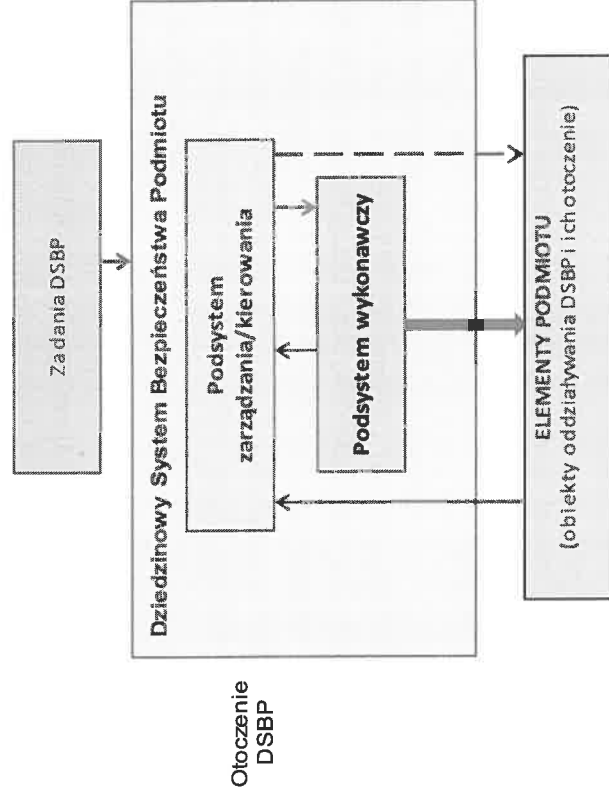 Zadania DSBP
Dziedzinowy System Bezpieczeństwa Podmiotu
Podsystem
zarządzania/kierowania
Podsystem wykonawczy
Otoczenie
DSBP
ELEMENTY PODMIOTU
(obiekty oddziaływania DSBP i ich otoczenie)